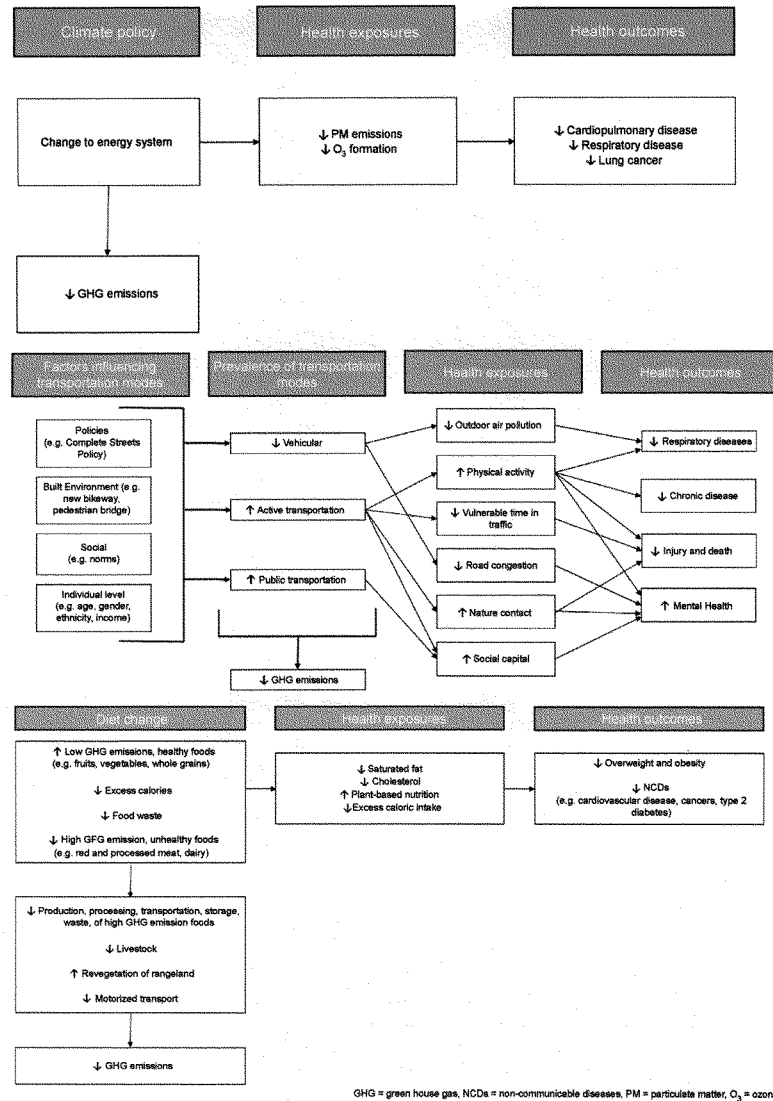 Climate policy
Health exposures
Health outcomes
Change to energy system
↓ PM emissions
↓ O₃ formation
↓ Cardiopulmonary disease
↓ Respiratory disease
↓ Lung cancer
↓ GHG emissions
Factors influencing
transportation modes
Prevalence of transportation
modes
Health exposures
Health outcomes
Policies
(e.g. Complete Streets
Policy)
Built Environment (e.g.
new bikeway,
pedestrian bridge)
Social
(e.g. norms)
Individual level
(e.g. age, gender,
ethnicity, income)
↓ Vehicular
↑ Active transportation
↑ Public transportation
↓ GHG emissions
↓ Outdoor air pollution
↑ Physical activity
↓ Vulnerable time in
traffic
↓ Road congestion
↑ Nature contact
↑ Social capital
↓ Respiratory diseases
↓ Chronic disease
↓ Injury and death
↑ Mental Health
Diet change
Health exposures
Health outcomes
↑ Low GHG emissions, healthy foods
(e.g. fruits, vegetables, whole grains)
↓ Excess calories
↓ Food waste
↓ High GFG emission, unhealthy foods
(e.g. red and processed meat, dairy)
↓ Saturated fat
↓ Cholesterol
↑ Plant-based nutrition
↓Excess caloric intake
↓ Overweight and obesity
↓ NCDs
(e.g. cardiovascular disease, cancers, type 2
diabetes)
↓ Production, processing, transportation, storage,
waste, of high GHG emission foods
↓ Livestock
↑ Revegetation of rangeland
↓ Motorized transport
↓ GHG emissions
GHG = green house gas, NCDs = non-communicable diseases, PM = particulate matter, O₃ = ozon